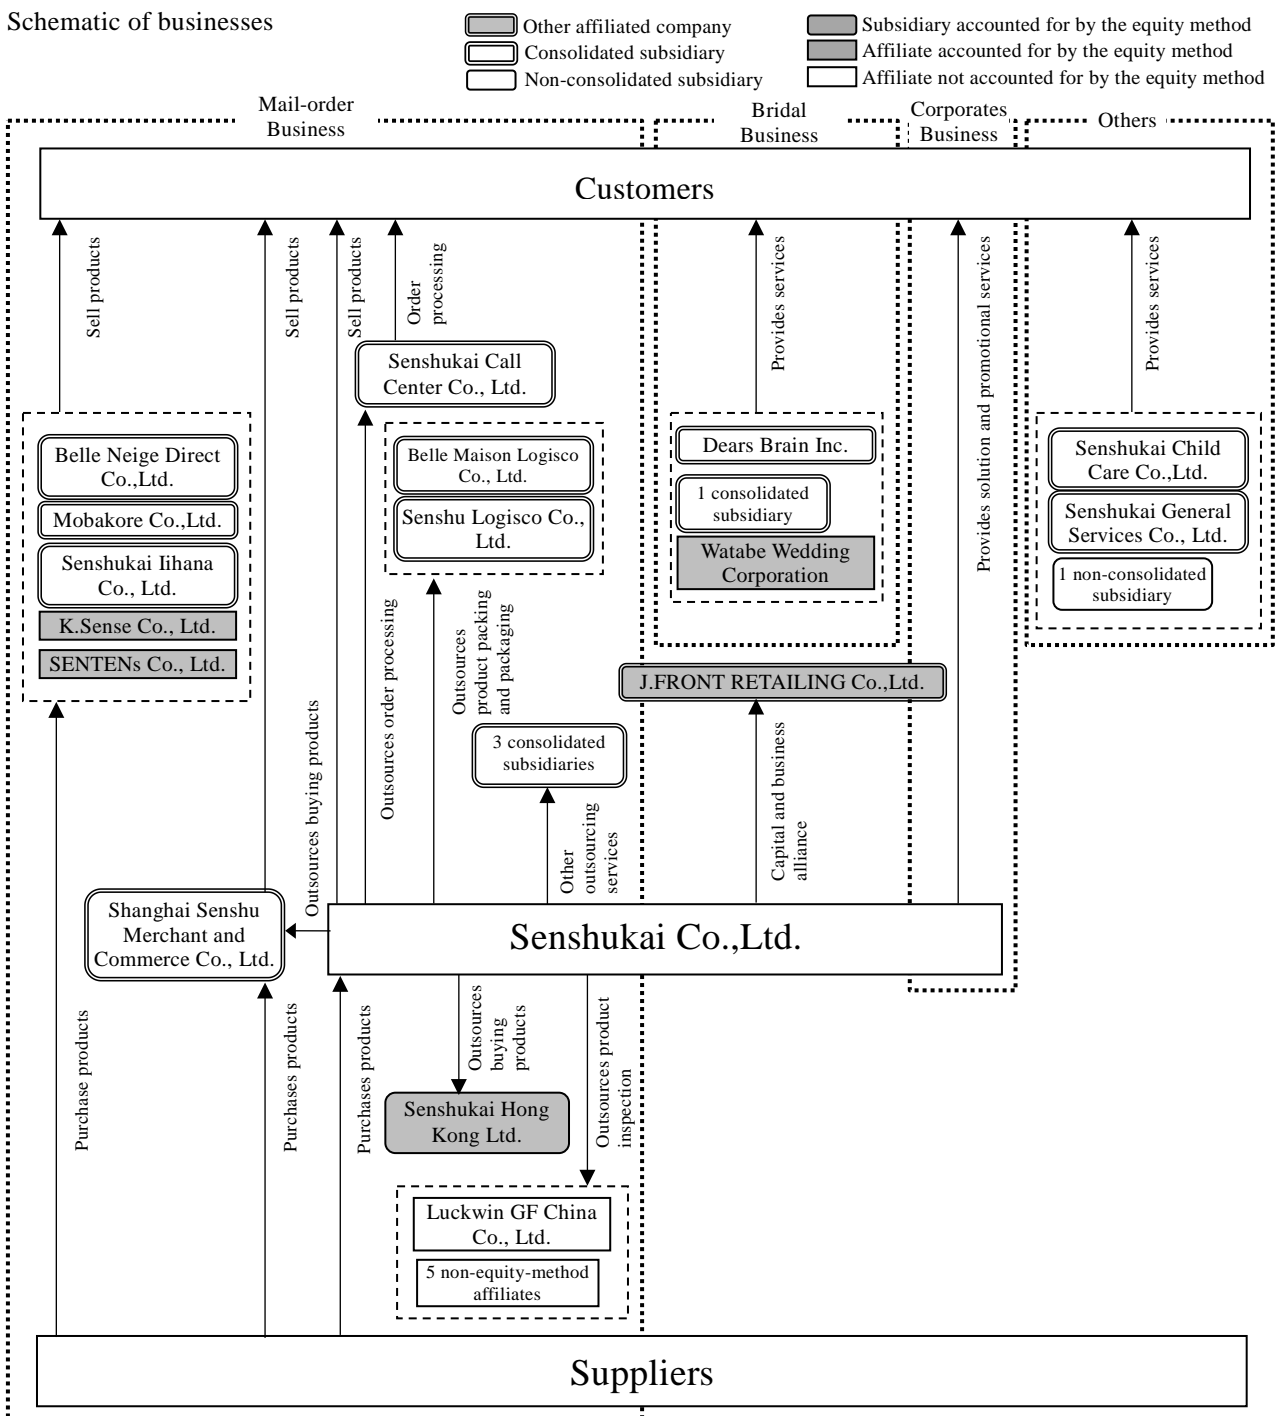 Schematic of businesses
Other affiliated company
Consolidated subsidiary
Non-consolidated subsidiary
Subsidiary accounted for by the equity method
Affiliate accounted for by the equity method
Affiliate not accounted for by the equity method
Mail-order
Business
Bridal
Business
Corporates
Business
Others
Customers
Sell products
Sell products
Sell products
Order
processing
Provides services
Provides solution and promotional services
Provides services
Senshukai Call
Center Co., Ltd.
Belle Neige Direct
Co.,Ltd.
Mobakore Co.,Ltd.
Senshukai Iihana
Co., Ltd.
K.Sense Co., Ltd.
SENTENs Co., Ltd.
Belle Maison Logisco
Co., Ltd.
Senshu Logisco Co.,
Ltd.
Dears Brain Inc.
1 consolidated
subsidiary
Watabe Wedding
Corporation
Senshukai Child
Care Co.,Ltd.
Senshukai General
Services Co., Ltd.
1 non-consolidated
subsidiary
J.FRONT RETAILING Co.,Ltd.
Outsources buying products
Outsources order processing
Outsources
product packing
and packaging
3 consolidated
subsidiaries
Other
outsourcing
services
Capital and business
alliance
Shanghai Senshu
Merchant and
Commerce Co., Ltd.
Senshukai Co.,Ltd.
Purchase products
Purchases products
Purchases products
Outsources
buying
products
Outsources product
inspection
Senshukai Hong
Kong Ltd.
Luckwin GF China
Co., Ltd.
5 non-equity-method
affiliates
Suppliers